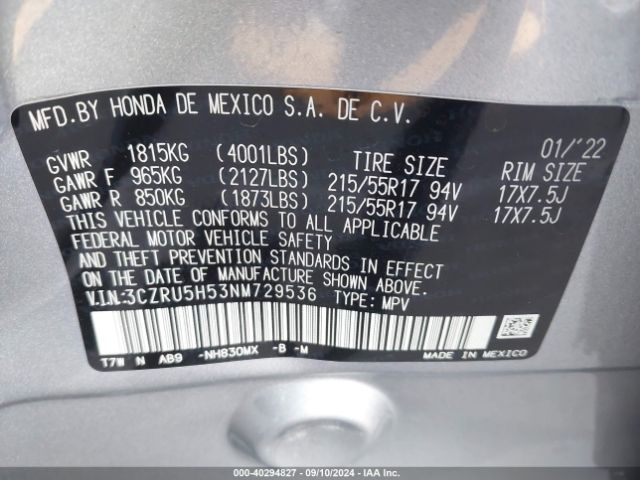 MFD.BY HONDA DE MEXICO S.A. DE C.V.
01/'22
GVWR 1815KG (4001LBS) TIRE SIZE RIM SIZE
GAWR F 965KG (2127LBS) 215/55R17 94V 17X7.5J
GAWR R 850KG (1873LBS) 215/55R17 94V 17X7.5J
THIS VEHICLE CONFORMS TO ALL APPLICABLE
FEDERAL MOTOR VEHICLE SAFETY
AND THEFT PREVENTION STANDARDS IN EFFECT
ON THE DATE OF MANUFACTURE SHOWN ABOVE.
V.I.N.:3CZRU5H53NM729536 TYPE: MPV
T7W N AB9 -NH830MX -B -M
MADE IN MEXICO
000-40294827 - 09/10/2024 - IAAI.COM